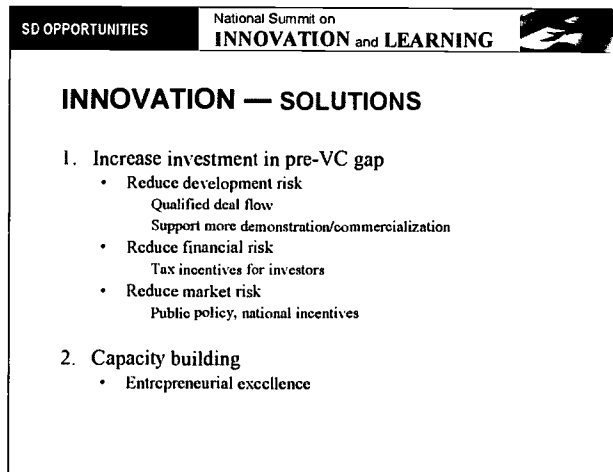 SD OPPORTUNITIES
National Summit on
INNOVATION and LEARNING
INNOVATION — SOLUTIONS
1. Increase investment in pre-VC gap
• Reduce development risk
Qualified deal flow
Support more demonstration/commercialization
• Reduce financial risk
Tax incentives for investors
• Reduce market risk
Public policy, national incentives
2. Capacity building
• Entrepreneurial excellence